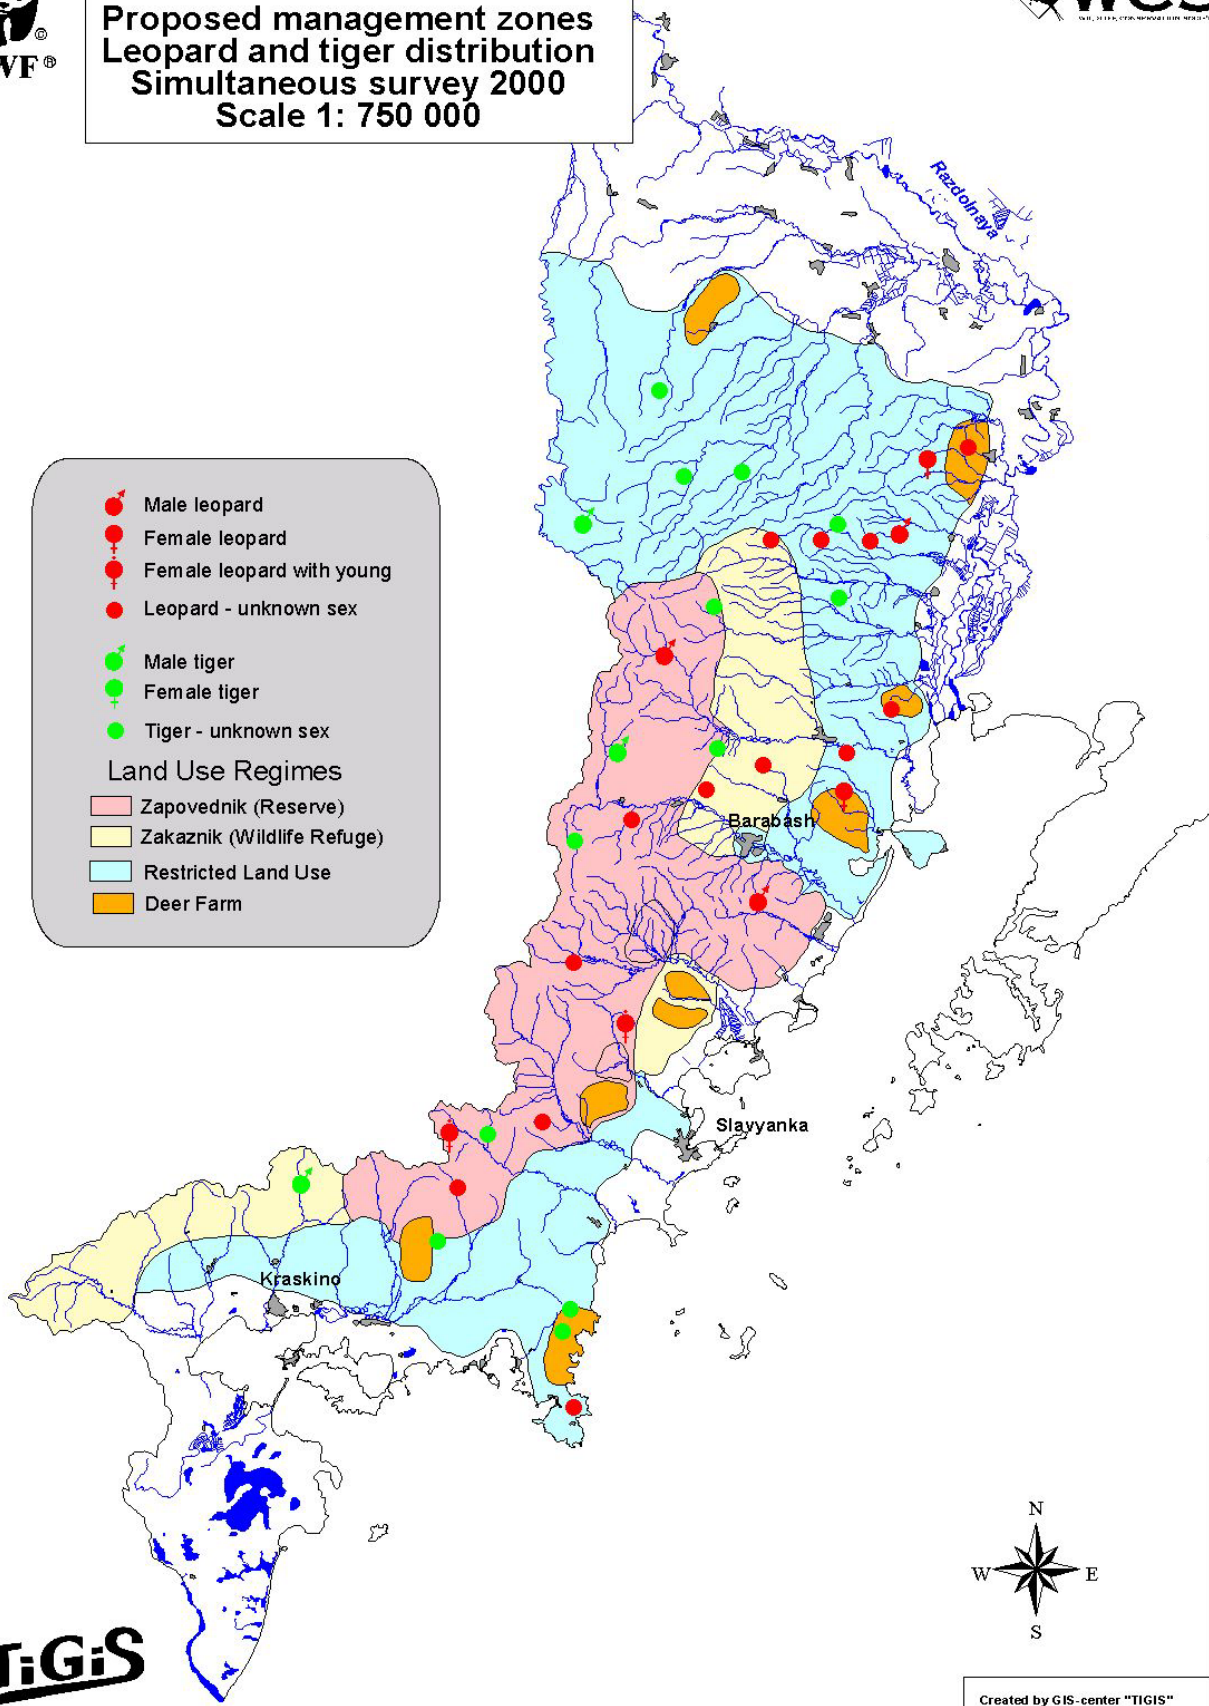 Proposed management zones
Leopard and tiger distribution
Simultaneous survey 2000
Scale 1: 750 000
©
WF®
WCS
Razdolnaya
Male leopard
Female leopard
Female leopard with young
Leopard - unknown sex
Male tiger
Female tiger
Tiger - unknown sex
Land Use Regimes
Zapovednik (Reserve)
Zakaznik (Wildlife Refuge)
Restricted Land Use
Deer Farm
Barabash
Slavyanka
Kraskino
N
W
E
S
TiGiS
Created by GIS-center "TIGIS"